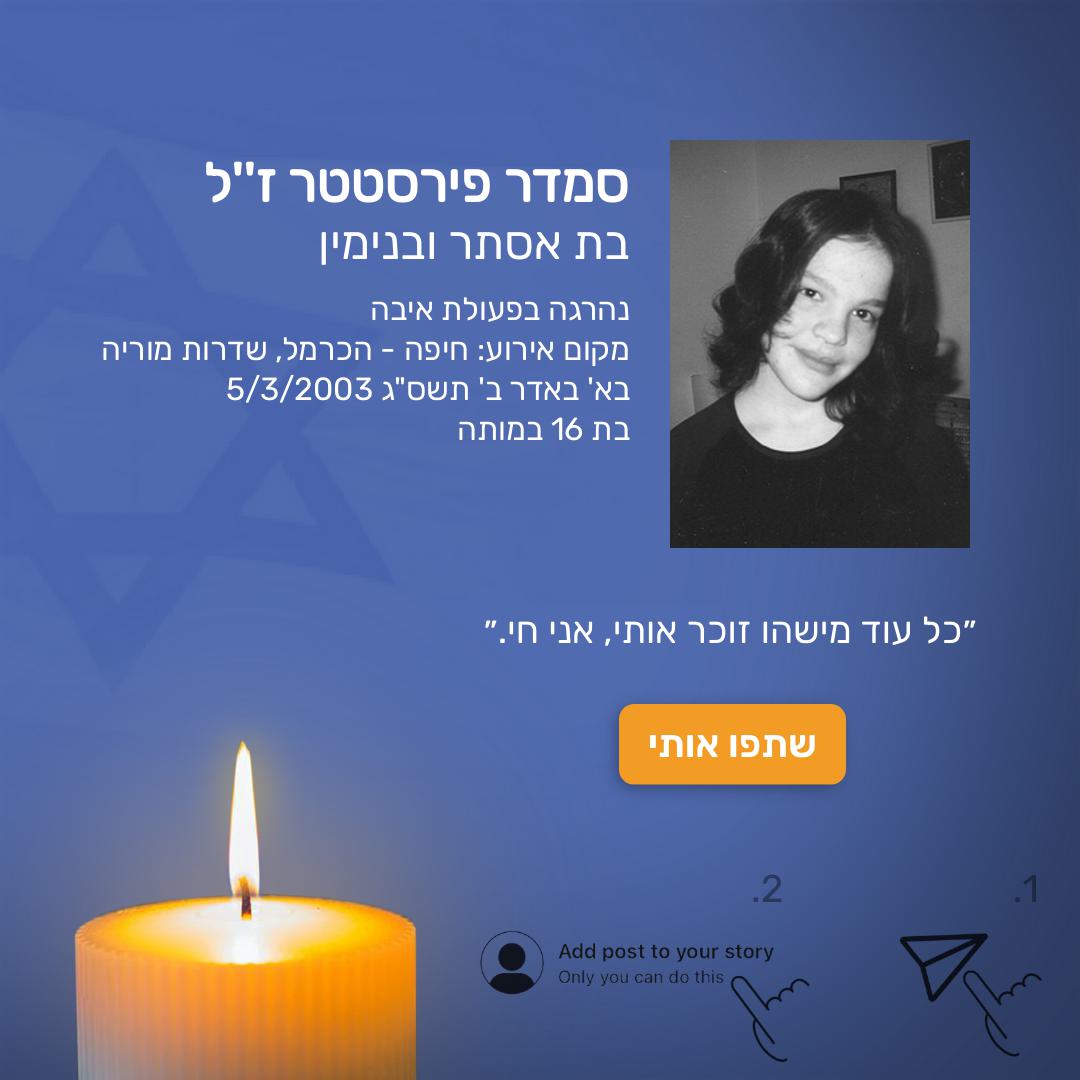 סמדר פירסטטר ז"ל
בת אסתר ובנימין
נהרגה בפעולת איבה
מקום אירוע: חיפה - הכרמל, שדרות מוריה
בא' באדר ב' תשס"ג 5/3/2003
בת 16 במותה
״כל עוד מישהו זוכר אותי, אני חי.״
שתפו אותי
1.
2.
Add post to your story
Only you can do this